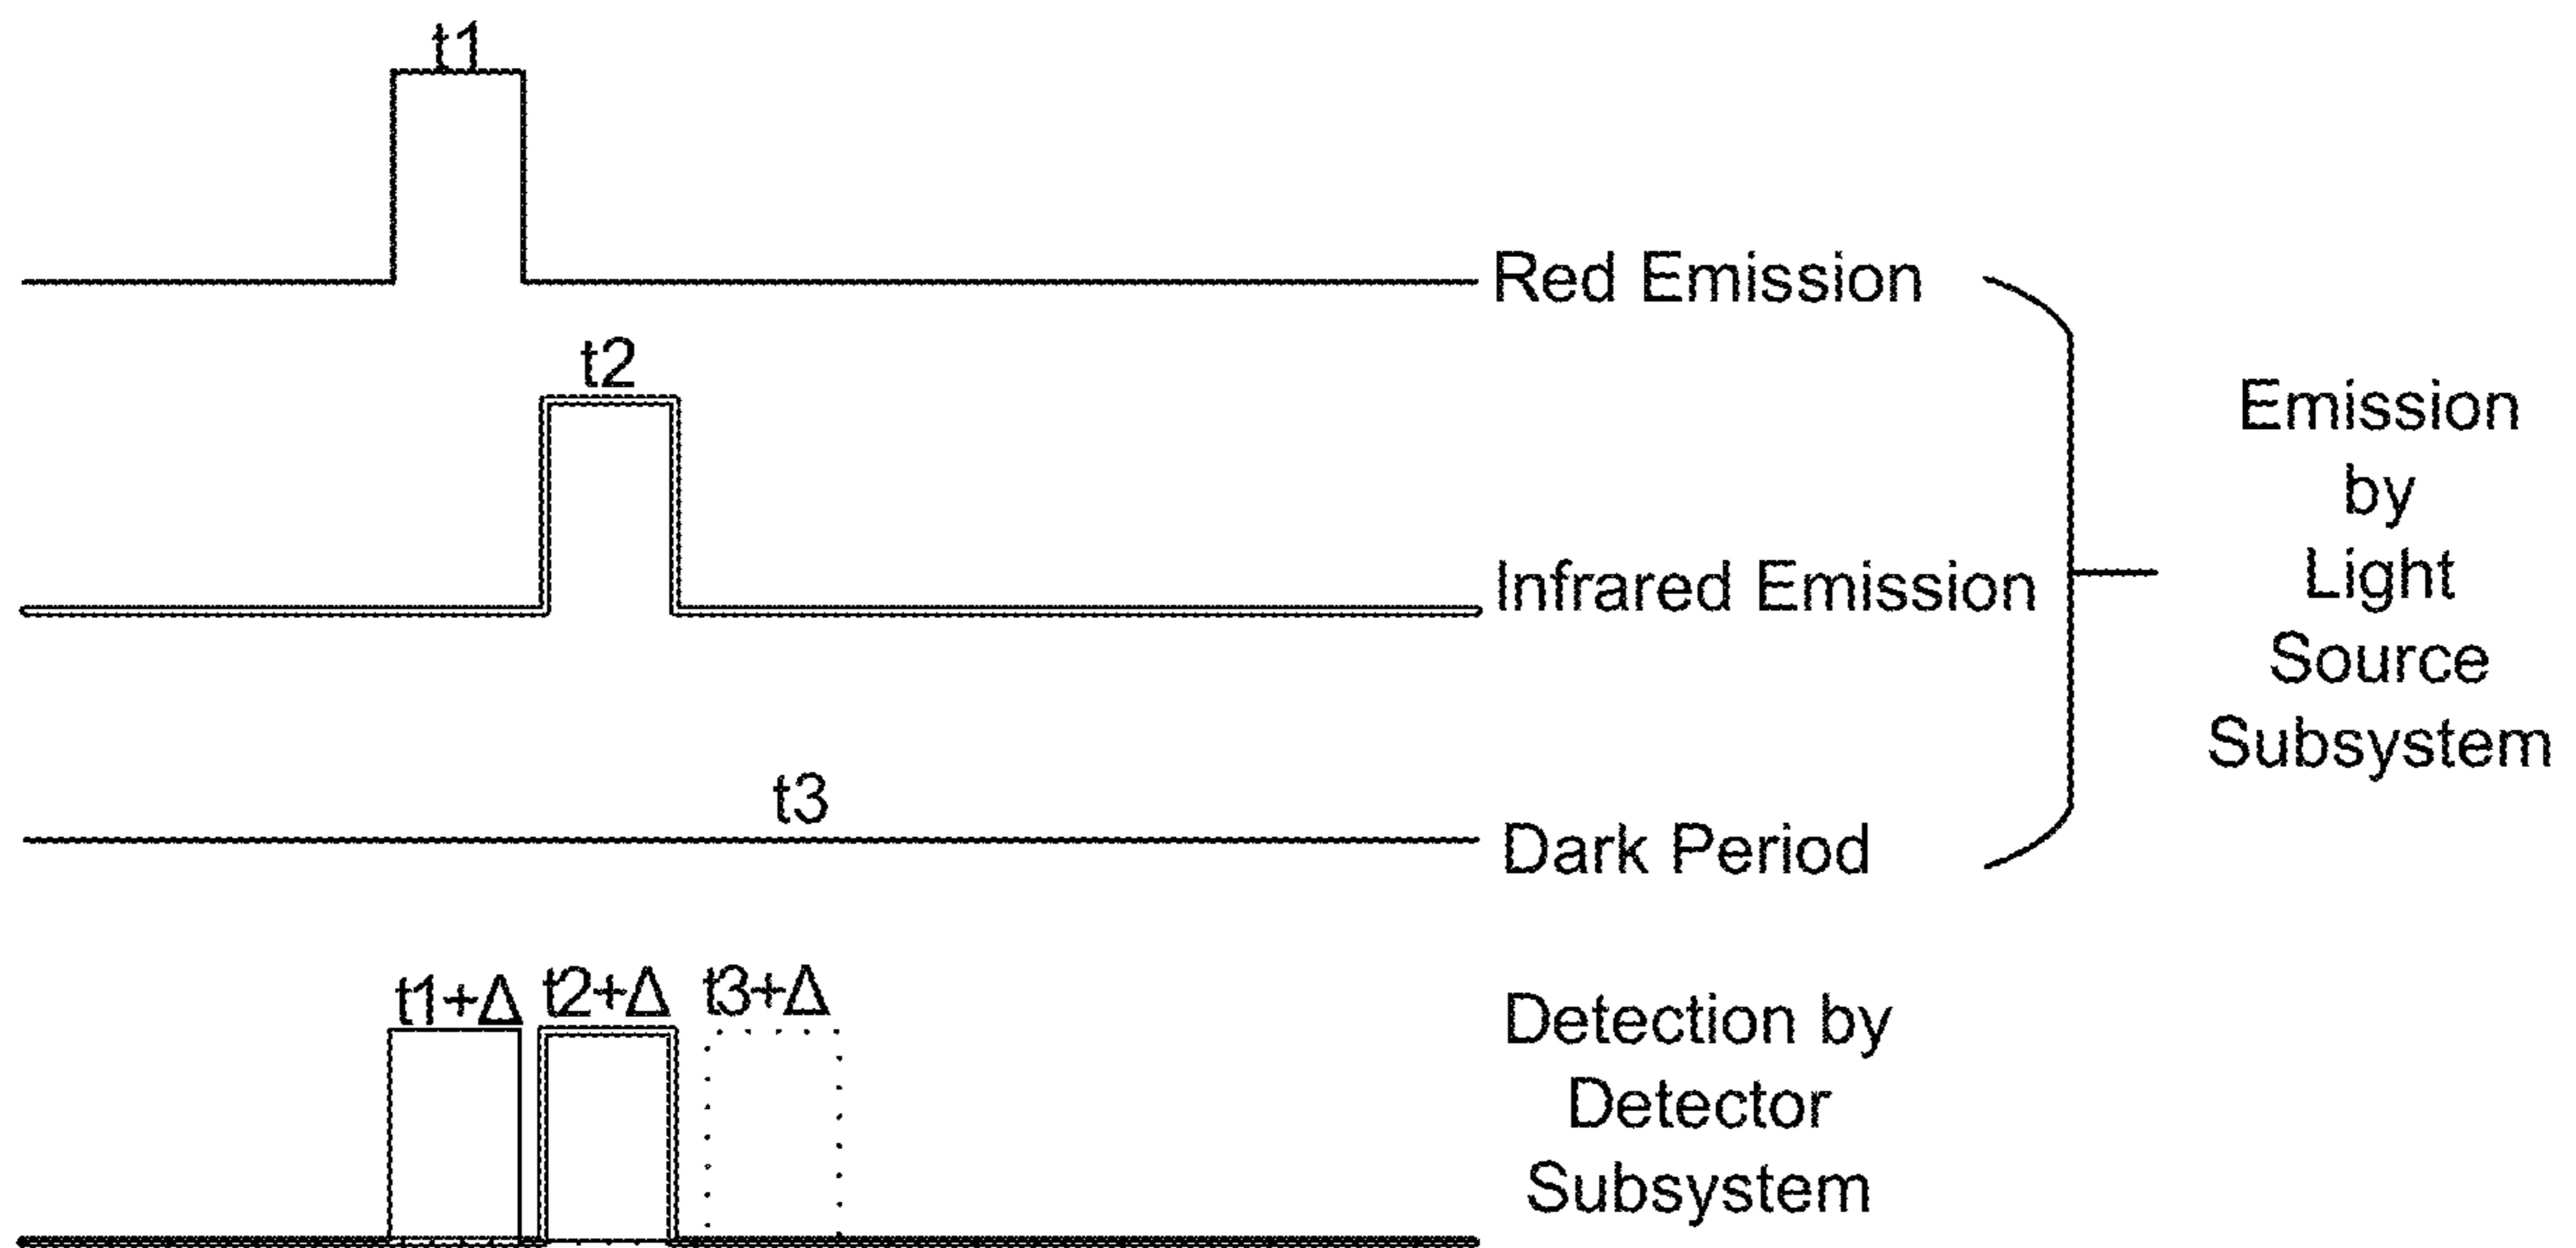 t1
Red Emission
t2
Infrared Emission
t3
Dark Period
Emission
by
Light
Source
Subsystem
t1+Δ t2+Δ t3+Δ
Detection by
Detector
Subsystem